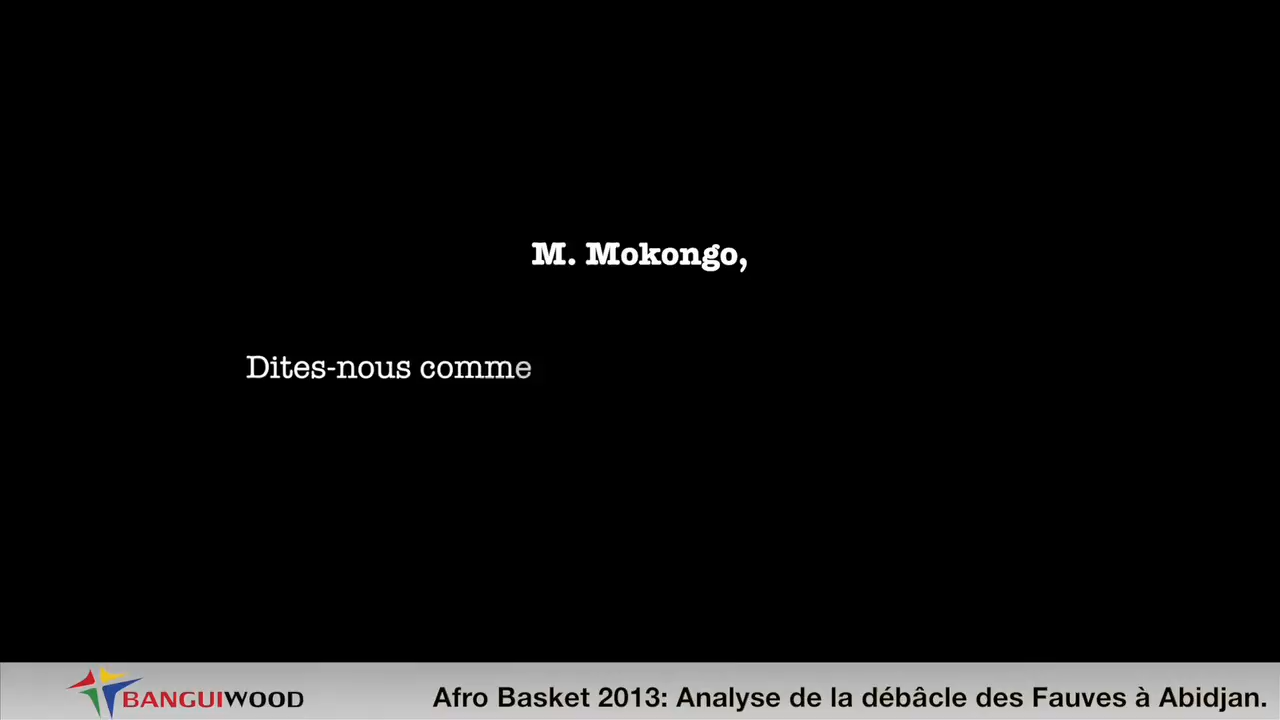 M. Mokongo,
Dites-nous comme
BANGUIWOOD
Afro Basket 2013: Analyse de la débâcle des Fauves à Abidjan.